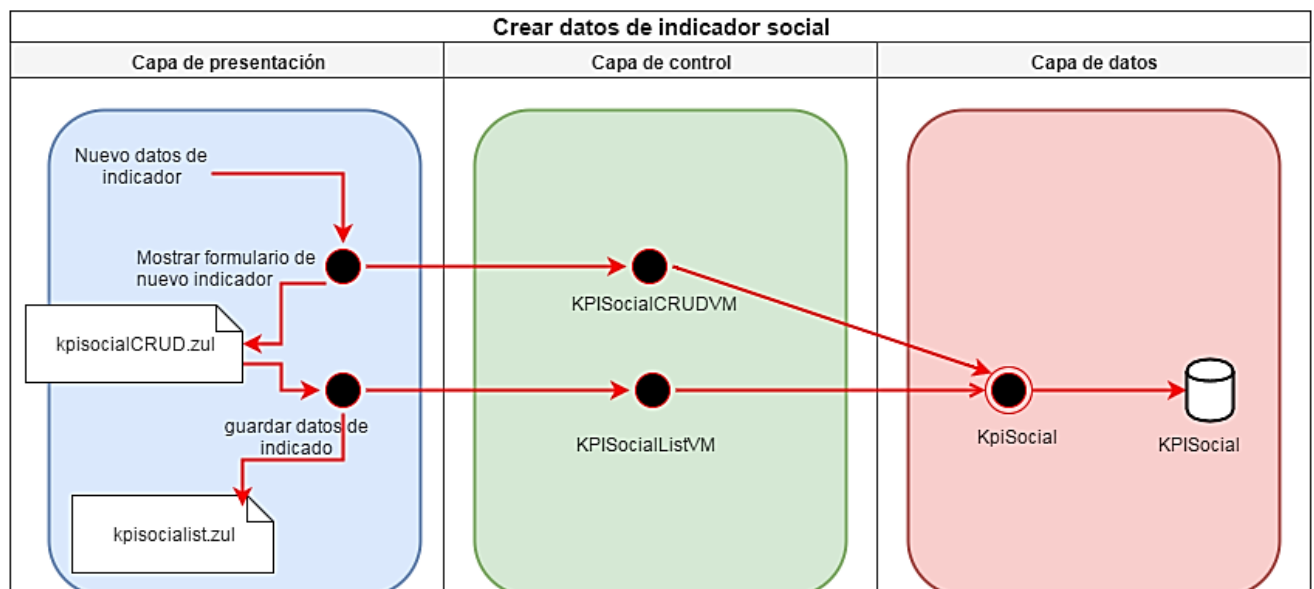 Crear datos de indicador social
Capa de presentación
Capa de control
Capa de datos
Nuevo datos de
indicador
Mostrar formulario de
nuevo indicador
kpisocialCRUD.zul
guardar datos de
indicado
kpisocialist.zul
KPISocialCRUDVM
KPISocialListVM
KpiSocial
KPISocial